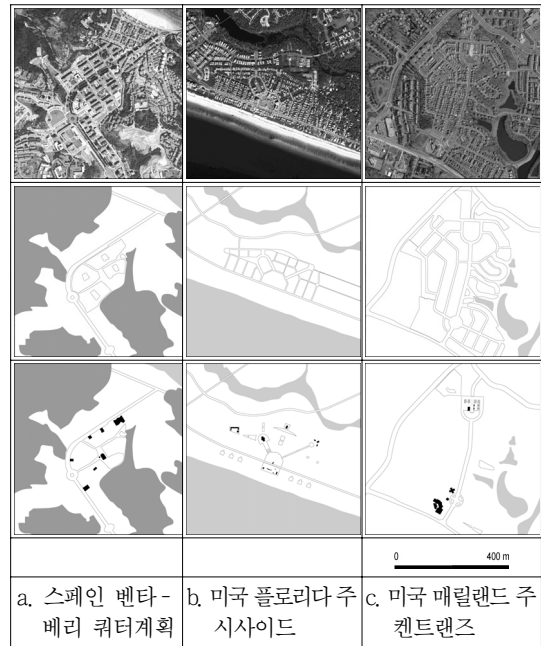 0 400 m
a. 스페인 벤타-
베리 쿼터계획
b. 미국 플로리다 주
시사이드
c. 미국 매릴랜드 주
켄트랜즈